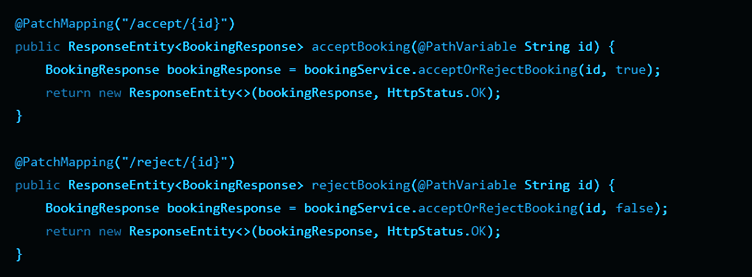 @PatchMapping("/accept/{id}")
public ResponseEntity<BookingResponse> acceptBooking(@PathVariable String id) {
    BookingResponse bookingResponse = bookingService.acceptOrRejectBooking(id, true);
    return new ResponseEntity<>(bookingResponse, HttpStatus.OK);
}

@PatchMapping("/reject/{id}")
public ResponseEntity<BookingResponse> rejectBooking(@PathVariable String id) {
    BookingResponse bookingResponse = bookingService.acceptOrRejectBooking(id, false);
    return new ResponseEntity<>(bookingResponse, HttpStatus.OK);
}